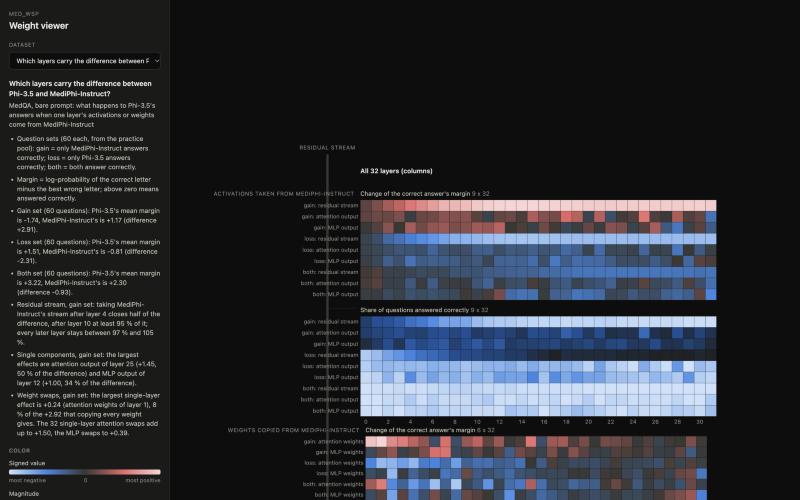 MED_WSP
Weight viewer
DATASET
Which layers carry the difference between F
Which layers carry the difference between
Phi-3.5 and MediPhi-Instruct?
MedQA, bare prompt: what happens to Phi-3.5's
answers when one layer's activations or weights
come from MediPhi-Instruct
• Question sets (60 each, from the practice
pool): gain = only MediPhi-Instruct answers
correctly; loss = only Phi-3.5 answers
correctly; both = both answer correctly.
• Margin = log-probability of the correct letter
minus the best wrong letter; above zero means
answered correctly.
• Gain set (60 questions): Phi-3.5's mean margin
is -1.74, MediPhi-Instruct's is +1.17 (difference
+2.91).
• Loss set (60 questions): Phi-3.5's mean margin
is +1.51, MediPhi-Instruct's is -0.81 (difference
-2.31).
• Both set (60 questions): Phi-3.5's mean margin
is +3.22, MediPhi-Instruct's is +2.30
(difference -0.93).
• Residual stream, gain set: taking MediPhi-
Instruct's stream after layer 4 closes half of the
difference, after layer 10 at least 95 % of it;
every later layer stays between 97 % and 105
%.
• Single components, gain set: the largest
effects are attention output of layer 25 (+1.45,
50 % of the difference) and MLP output of
layer 12 (+1.00, 34 % of the difference).
• Weight swaps, gain set: the largest single-layer
effect is +0.24 (attention weights of layer 1), 8
% of the +2.92 that copying every weight
gives. The 32 single-layer attention swaps add
up to +1.50, the MLP swaps to +0.39.
COLOR
Signed value
most negative 0 most positive
Magnitude
RESIDUAL STREAM
All 32 layers (columns)
ACTIVATIONS TAKEN FROM MEDIPHI-INSTRUCT Change of the correct answer's margin 9 x 32
gain: residual stream
gain: attention output
gain: MLP output
loss: residual stream
loss: attention output
loss: MLP output
both: residual stream
both: attention output
both: MLP output
Share of questions answered correctly 9 x 32
gain: residual stream
gain: attention output
gain: MLP output
loss: residual stream
loss: attention output
loss: MLP output
both: residual stream
both: attention output
both: MLP output
0 2 4 6 8 10 12 14 16 18 20 22 24 26 28 30
WEIGHTS COPIED FROM MEDIPHI-INSTRUCT Change of the correct answer's margin 6 x 32
gain: attention weights
gain: MLP weights
loss: attention weights
loss: MLP weights
both: attention weights
both: MLP weights